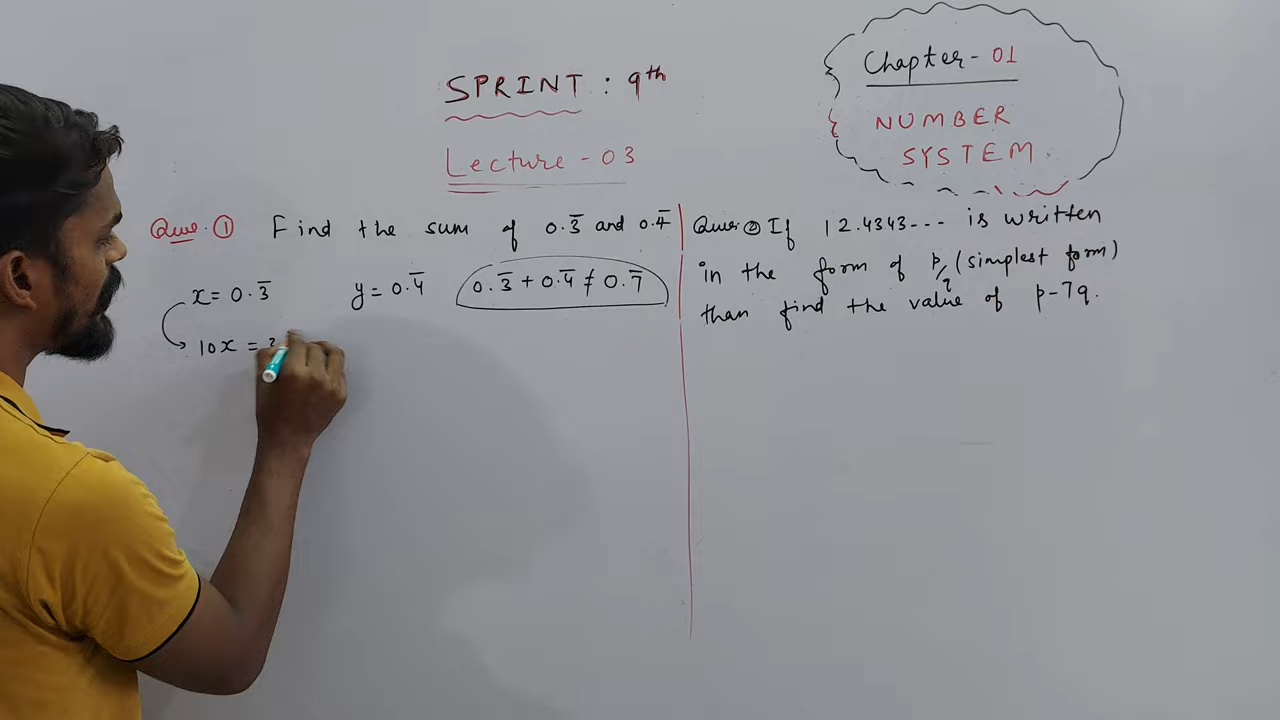 SPRINT : 9th
Lecture - 03
Chapter - 01
NUMBER
SYSTEM
Que. ① Find the sum of 0.3̅ and 0.4̅
x = 0.3̅ y = 0.4̅ 0.3̅ + 0.4̅ ≠ 0.7̅
10x =
Que. ② If 12.4343... is written
in the form of p/q (simplest form)
than find the value of p-7q.